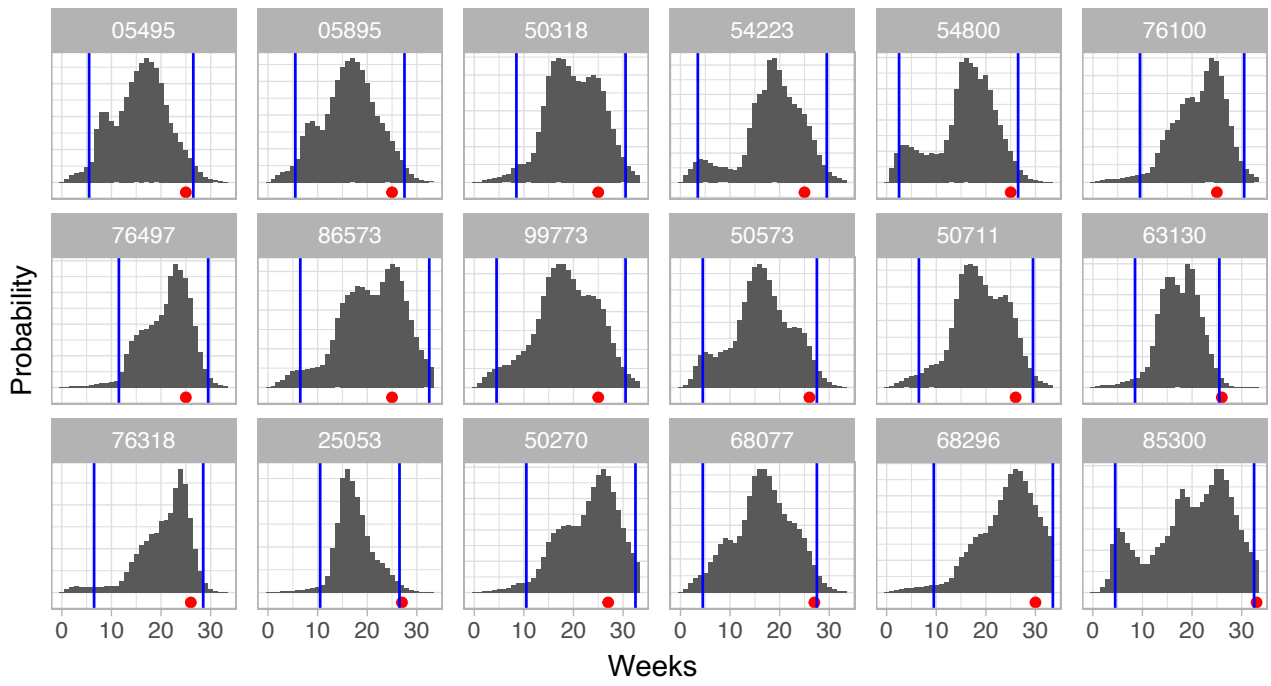 05495 05895 50318 54223 54800 76100
76497 86573 99773 50573 50711 63130
Probability
76318 25053 50270 68077 68296 85300
0 10 20 30 0 10 20 30 0 10 20 30 0 10 20 30 0 10 20 30 0 10 20 30
Weeks